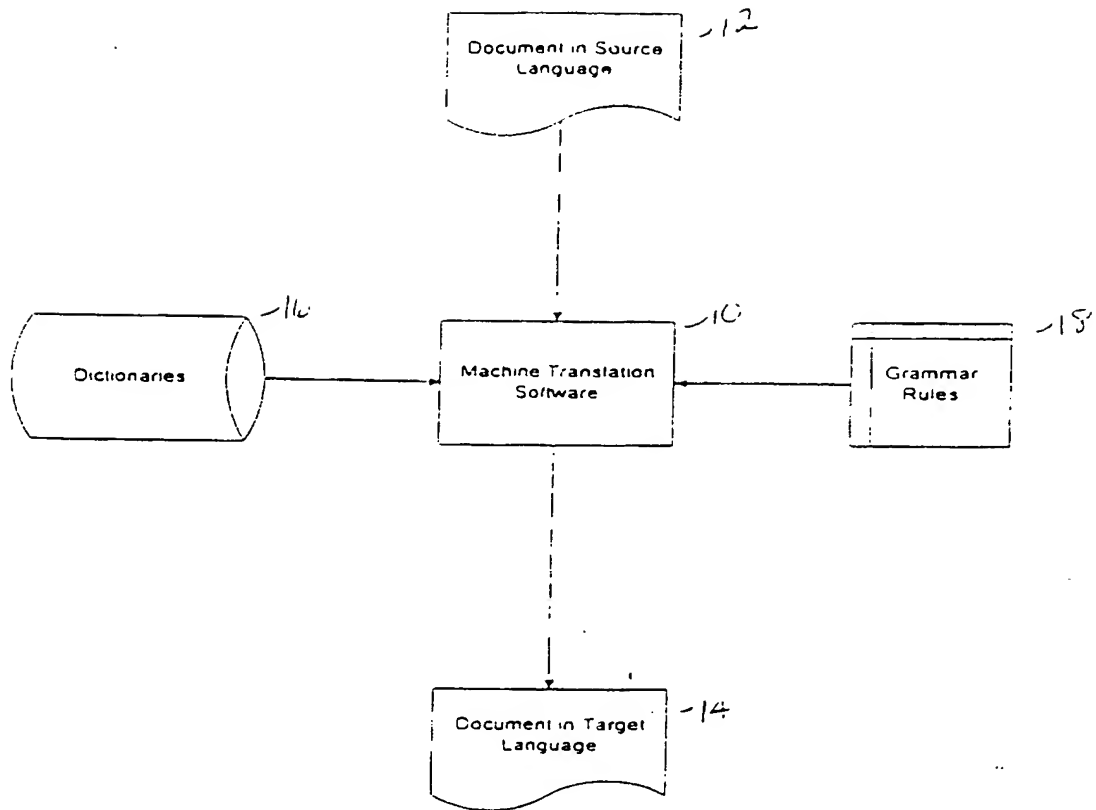 Document in Source
Language
12
Dictionaries
16
Machine Translation
Software
10
Grammar
Rules
18
Document in Target
Language
14